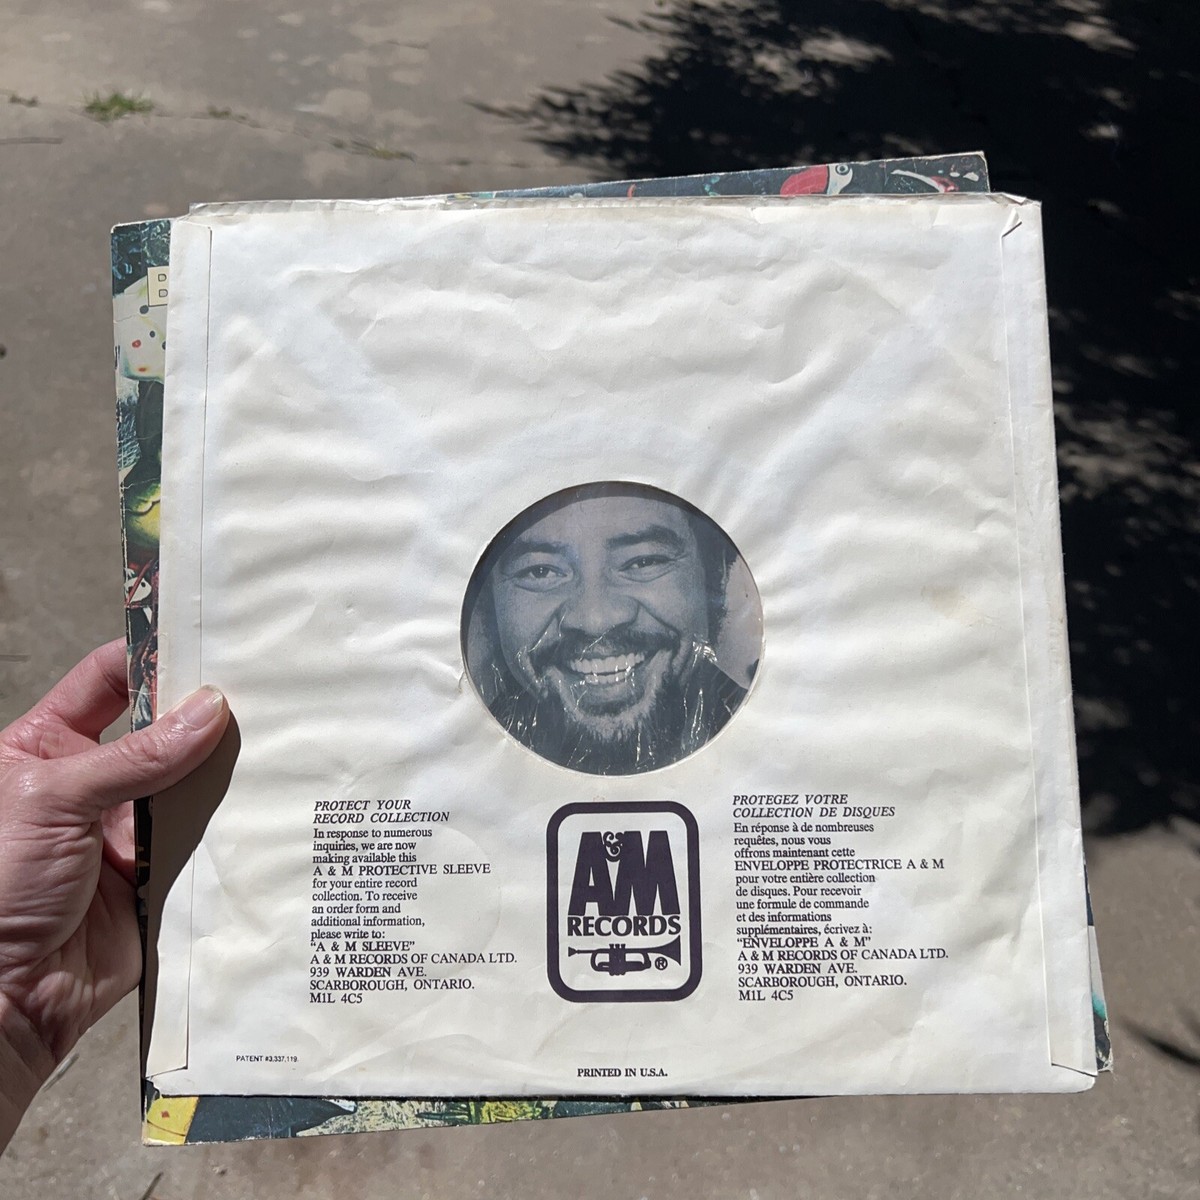 PROTECT YOUR
RECORD COLLECTION
In response to numerous
inquiries, we are now
making available this
A & M PROTECTIVE SLEEVE
for your entire record
collection. To receive
an order form and
additional information,
please write to:
"A & M SLEEVE"
A & M RECORDS OF CANADA LTD.
939 WARDEN AVE.
SCARBOROUGH, ONTARIO.
M1L 4C5
A&M
RECORDS
®
PROTEGEZ VOTRE
COLLECTION DE DISQUES
En réponse à de nombreuses
requêtes, nous vous
offrons maintenant cette
ENVELOPPE PROTECTRICE A & M
pour votre entière collection
de disques. Pour recevoir
une formule de commande
et des informations
supplémentaires, écrivez à:
"ENVELOPPE A & M"
A & M RECORDS OF CANADA LTD.
939 WARDEN AVE.
SCARBOROUGH, ONTARIO.
M1L 4C5
PATENT #3,337,119.
PRINTED IN U.S.A.